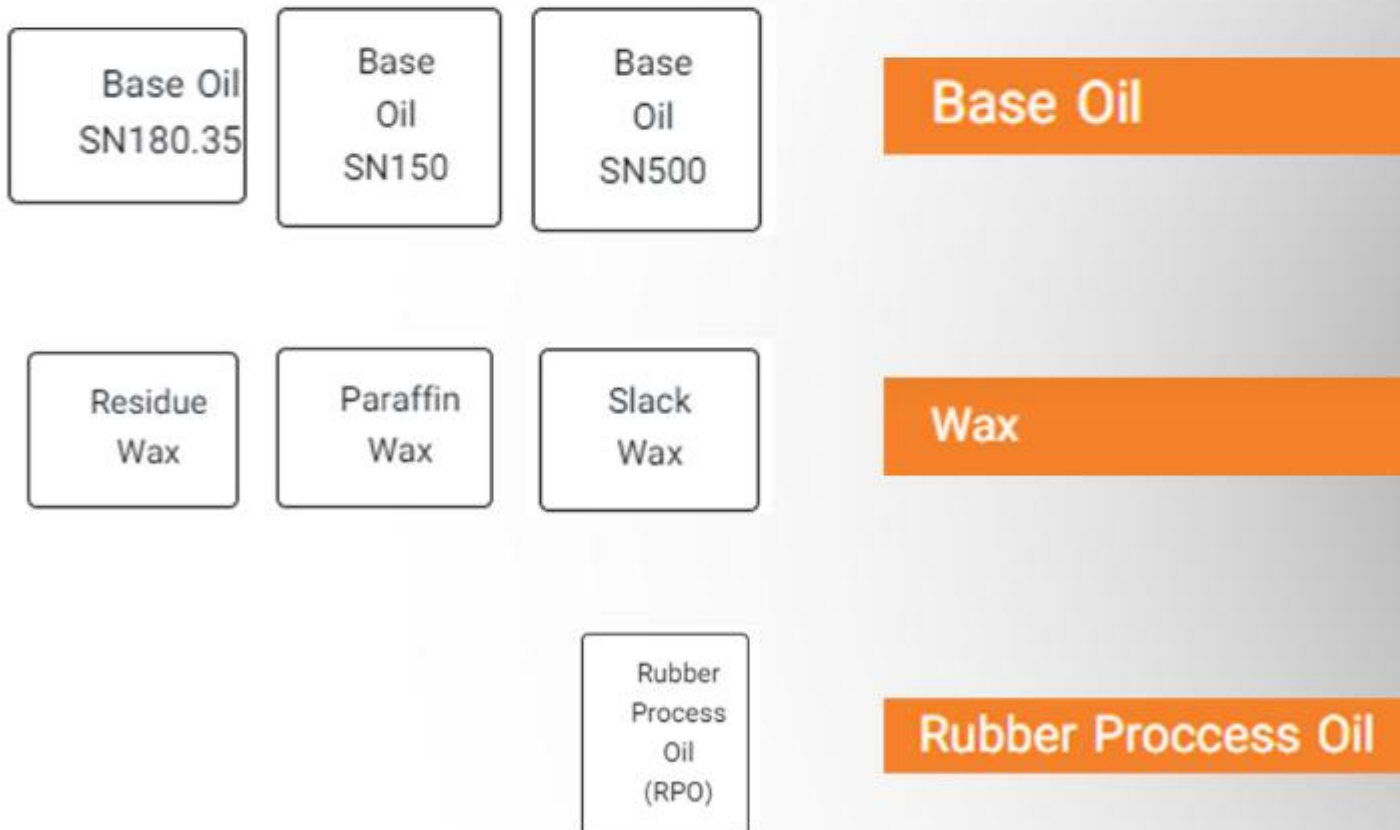 Base Oil
SN180.35
Base
Oil
SN150
Base
Oil
SN500
Base Oil
Residue
Wax
Paraffin
Wax
Slack
Wax
Wax
Rubber
Process
Oil
(RPO)
Rubber Proccess Oil